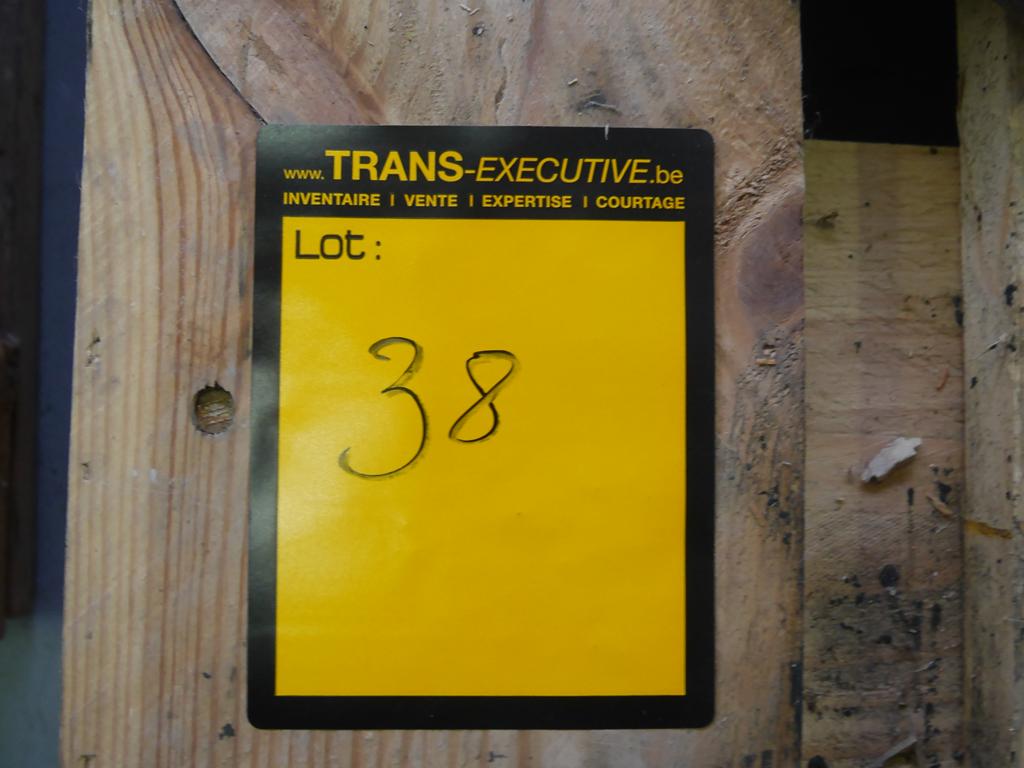 www.TRANS-EXECUTIVE.be
INVENTAIRE | VENTE | EXPERTISE | COURTAGE
Lot :
38